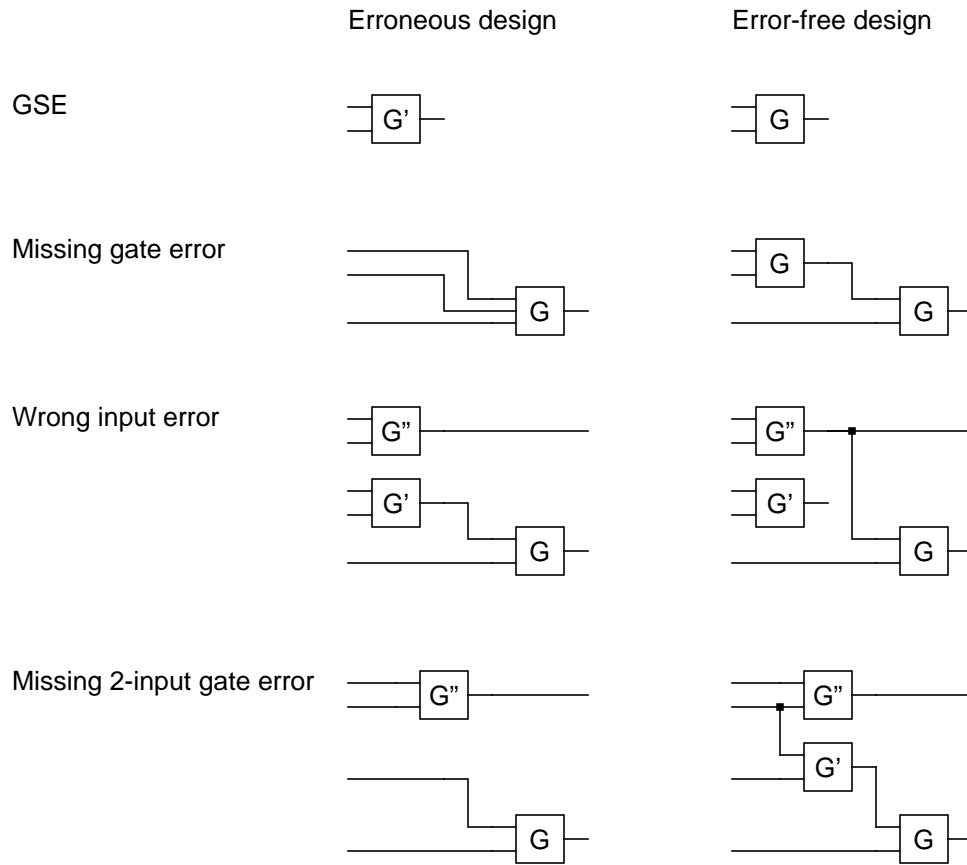 Erroneous design Error-free design
GSE G’ G
Missing gate error G
G G
Wrong input error G” G”
G’ G’
G G
Missing 2-input gate error G” G”
G’
G G